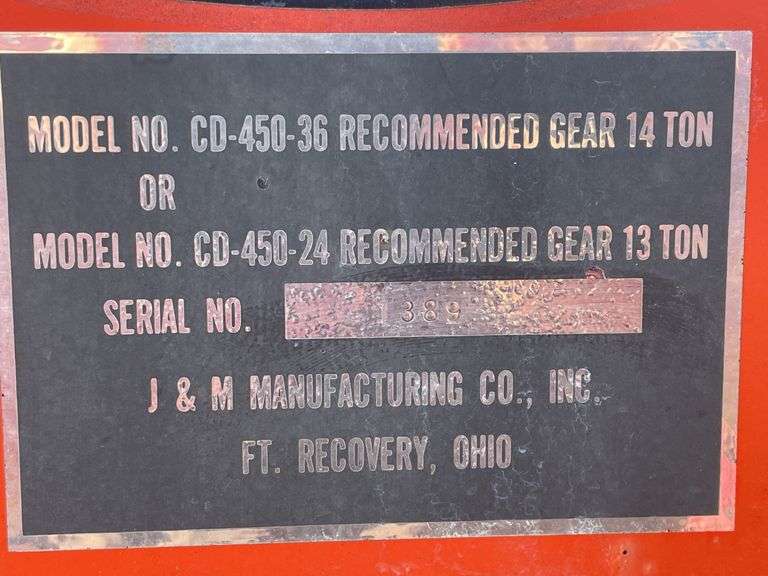 MODEL NO. CD-450-36 RECOMMENDED GEAR 14 TON
OR
MODEL NO. CD-450-24 RECOMMENDED GEAR 13 TON
SERIAL NO. 389
J & M MANUFACTURING CO., INC.
FT. RECOVERY, OHIO